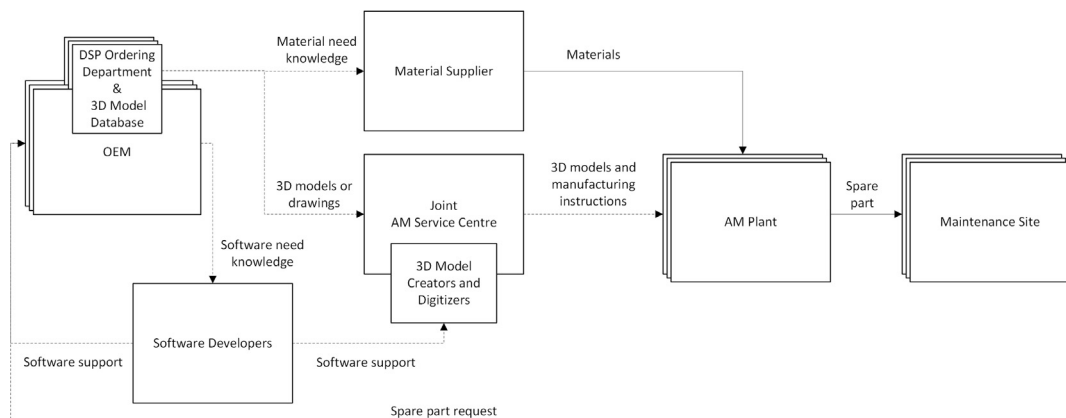 DSP Ordering
Department
&
3D Model
Database
OEM
Material need
knowledge
Material Supplier
Materials
3D models or
drawings
Joint
AM Service Centre
3D models and
manufacturing
instructions
AM Plant
Spare
part
Maintenance Site
Software need
knowledge
3D Model
Creators and
Digitizers
Software Developers
Software support
Software support
Spare part request